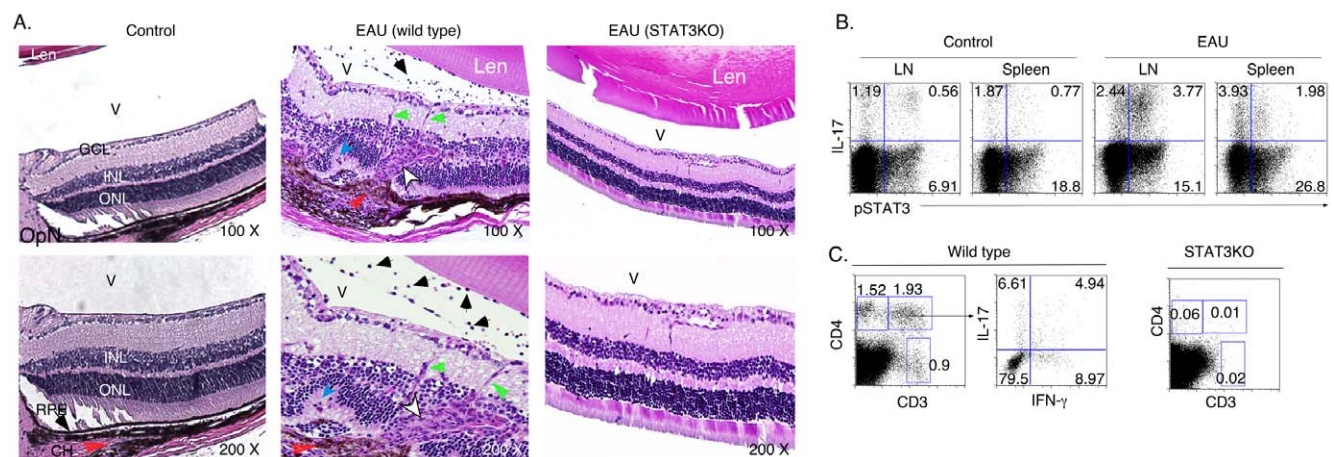 A.
Control
EAU (wild type)
EAU (STAT3KO)
Len
V
GCL
INL
ONL
OpN
100 X
V
Len
100 X
Len
V
100 X
V
INL
ONL
RPE
CH
200 X
V
200 X
V
200 X
B.
Control
EAU
LN
Spleen
LN
Spleen
IL-17
1.19
0.56
6.91
1.87
0.77
18.8
2.44
3.77
15.1
3.93
1.98
26.8
pSTAT3
C.
Wild type
STAT3KO
CD4
1.52
1.93
0.9
CD3
IL-17
6.61
4.94
79.5
8.97
IFN-γ
CD4
0.06
0.01
0.02
CD3